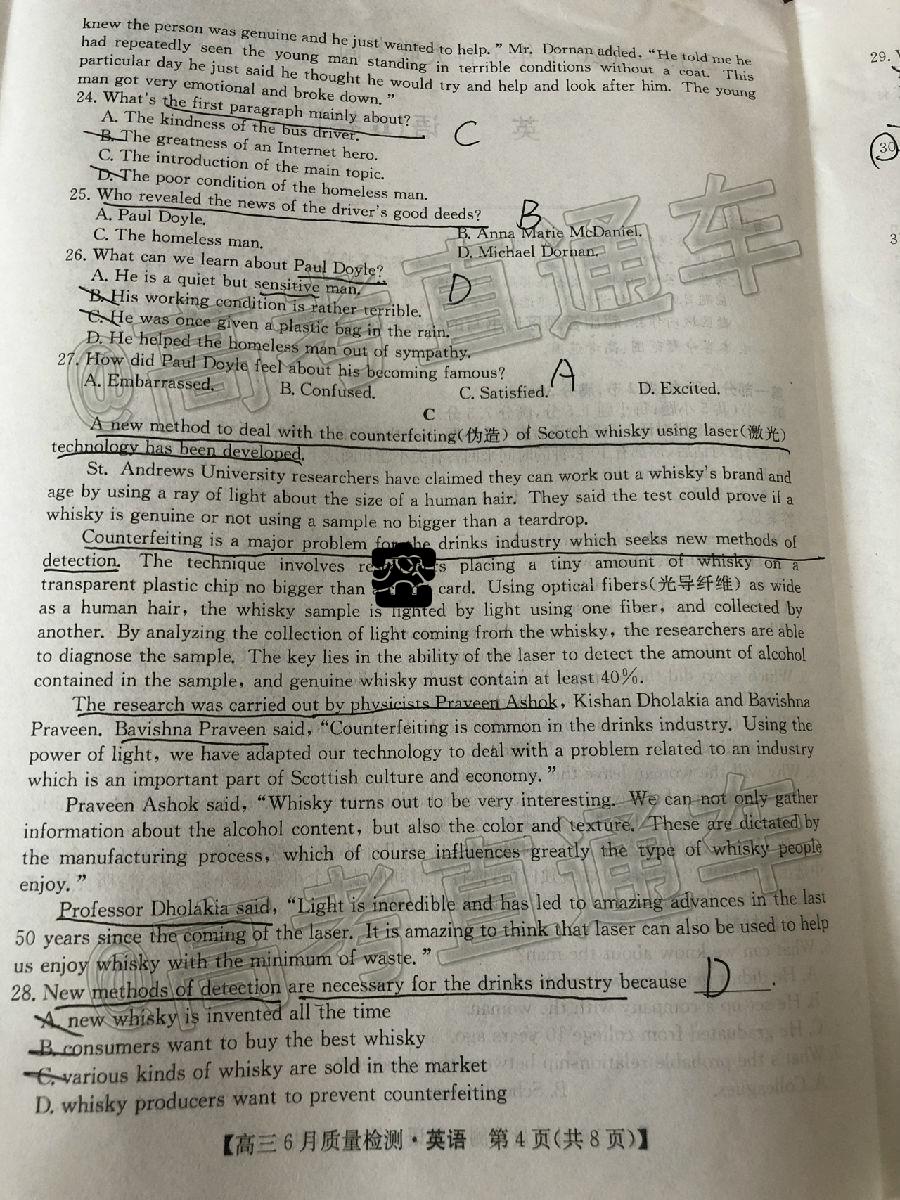 knew the person was genuine and he just wanted to help." Mr. Dornan added, "He told me he
had repeatedly seen the young man standing in terrible conditions without a coat. This
particular day he just said he thought he would try and help and look after him. The young
man got very emotional and broke down."
24. What's the first paragraph mainly about?
A. The kindness of the bus driver.
C
B. The greatness of an Internet hero.
C. The introduction of the main topic.
D. The poor condition of the homeless man.
25. Who revealed the news of the driver's good deeds?
B
A. Paul Doyle. B. Anna Marie McDaniel.
C. The homeless man. D. Michael Dornan.
26. What can we learn about Paul Doyle?
A. He is a quiet but sensitive man.
D
B. His working condition is rather terrible.
C. He was once given a plastic bag in the rain.
D. He helped the homeless man out of sympathy.
27. How did Paul Doyle feel about his becoming famous?
A
A. Embarrassed. B. Confused. C. Satisfied. D. Excited.
C
A new method to deal with the counterfeiting(伪造) of Scotch whisky using laser(激光)
technology has been developed.
St. Andrews University researchers have claimed they can work out a whisky's brand and
age by using a ray of light about the size of a human hair. They said the test could prove if a
whisky is genuine or not using a sample no bigger than a teardrop.
Counterfeiting is a major problem for the drinks industry which seeks new methods of
detection. The technique involves placing a tiny amount of whisky on a
transparent plastic chip no bigger than card. Using optical fibers(光导纤维) as wide
as a human hair, the whisky sample is lighted by light using one fiber, and collected by
another. By analyzing the collection of light coming from the whisky, the researchers are able
to diagnose the sample. The key lies in the ability of the laser to detect the amount of alcohol
contained in the sample, and genuine whisky must contain at least 40%.
The research was carried out by physicists Praveen Ashok, Kishan Dholakia and Bavishna
Praveen. Bavishna Praveen said, "Counterfeiting is common in the drinks industry. Using the
power of light, we have adapted our technology to deal with a problem related to an industry
which is an important part of Scottish culture and economy."
Praveen Ashok said, "Whisky turns out to be very interesting. We can not only gather
information about the alcohol content, but also the color and texture. These are dictated by
the manufacturing process, which of course influences greatly the type of whisky people
enjoy."
Professor Dholakia said, "Light is incredible and has led to amazing advances in the last
50 years since the coming of the laser. It is amazing to think that laser can also be used to help
us enjoy whisky with the minimum of waste."
28. New methods of detection are necessary for the drinks industry because D.
A. new whisky is invented all the time
B. consumers want to buy the best whisky
C. various kinds of whisky are sold in the market
D. whisky producers want to prevent counterfeiting
【高三6月质量检测·英语 第4页(共8页)】
29.
30
3
@高考直通车
@高考直通车